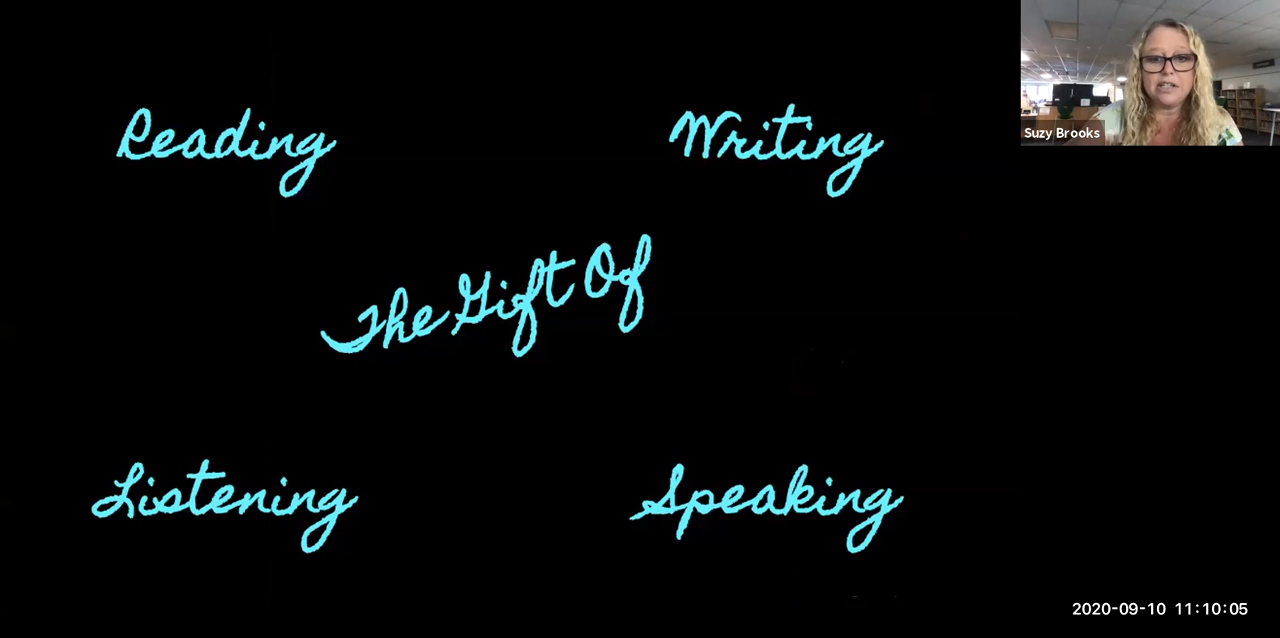 Reading
Writing
Suzy Brooks
The Gift Of
Listening
Speaking
2020-09-10 11:10:05